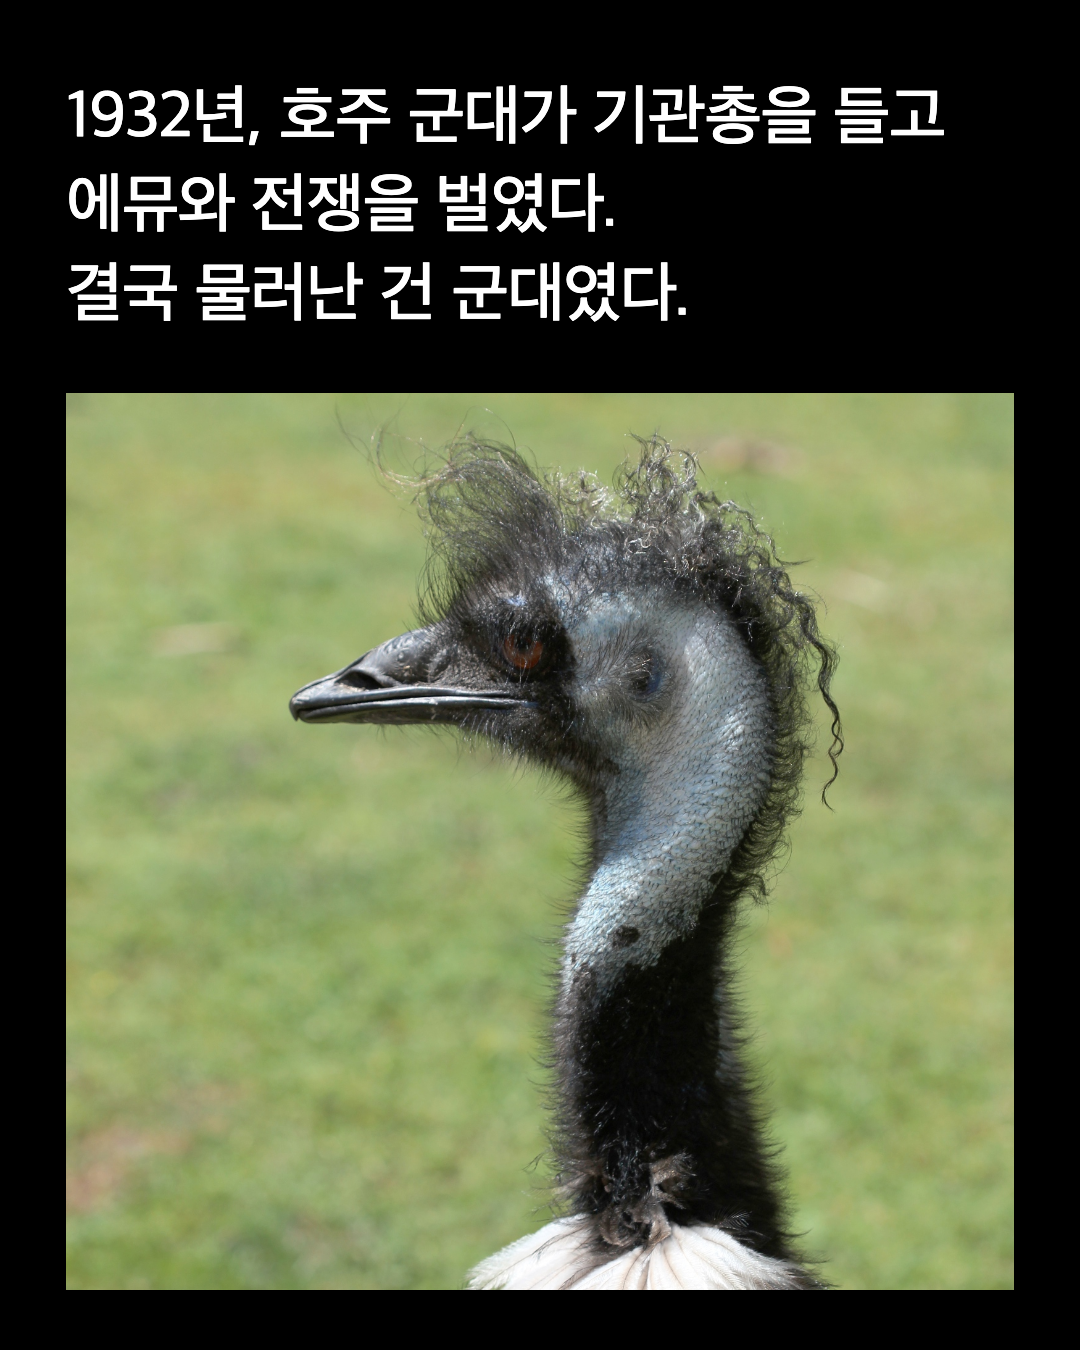 1932년, 호주 군대가 기관총을 들고
에뮤와 전쟁을 벌였다.
결국 물러난 건 군대였다.